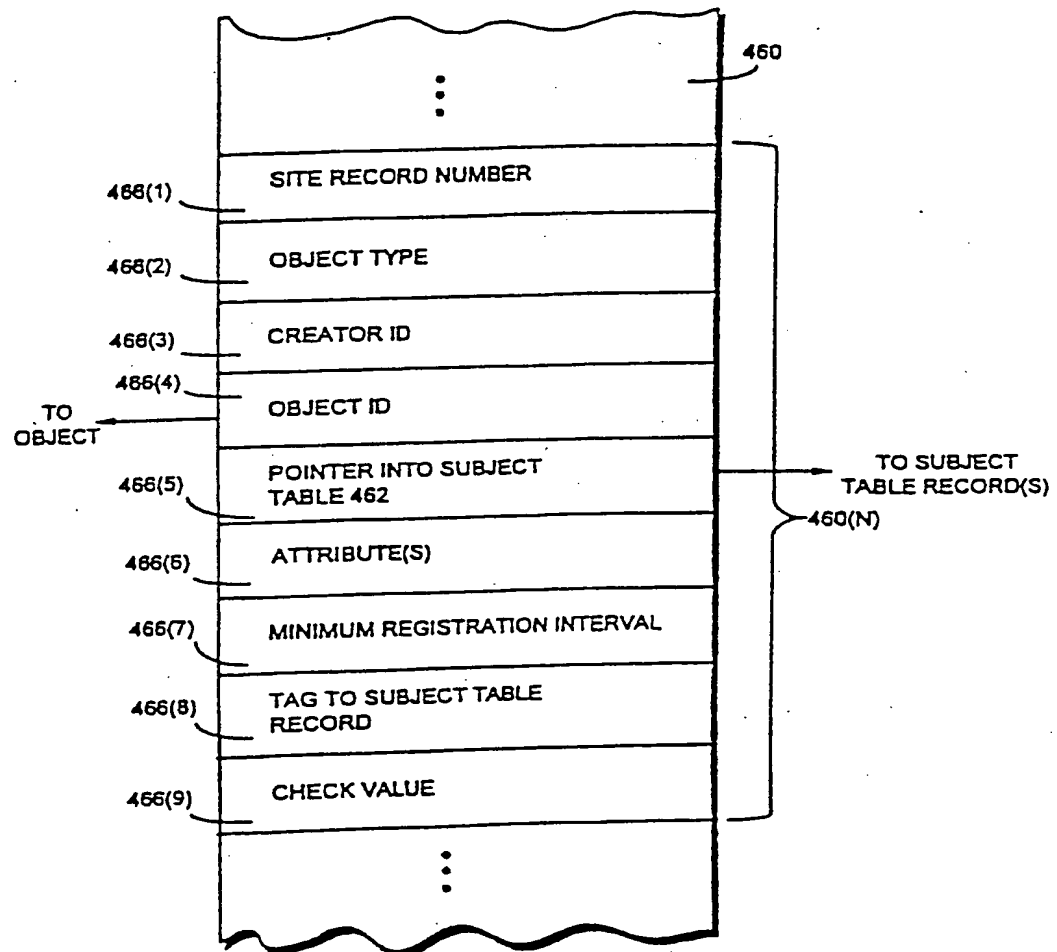 460
SITE RECORD NUMBER
466(1)
OBJECT TYPE
466(2)
CREATOR ID
466(3)
466(4)
OBJECT ID
TO
OBJECT
POINTER INTO SUBJECT
TABLE 462
466(5)
TO SUBJECT
TABLE RECORD(S)
460(N)
ATTRIBUTE(S)
466(6)
MINIMUM REGISTRATION INTERVAL
466(7)
TAG TO SUBJECT TABLE
RECORD
466(8)
CHECK VALUE
466(9)